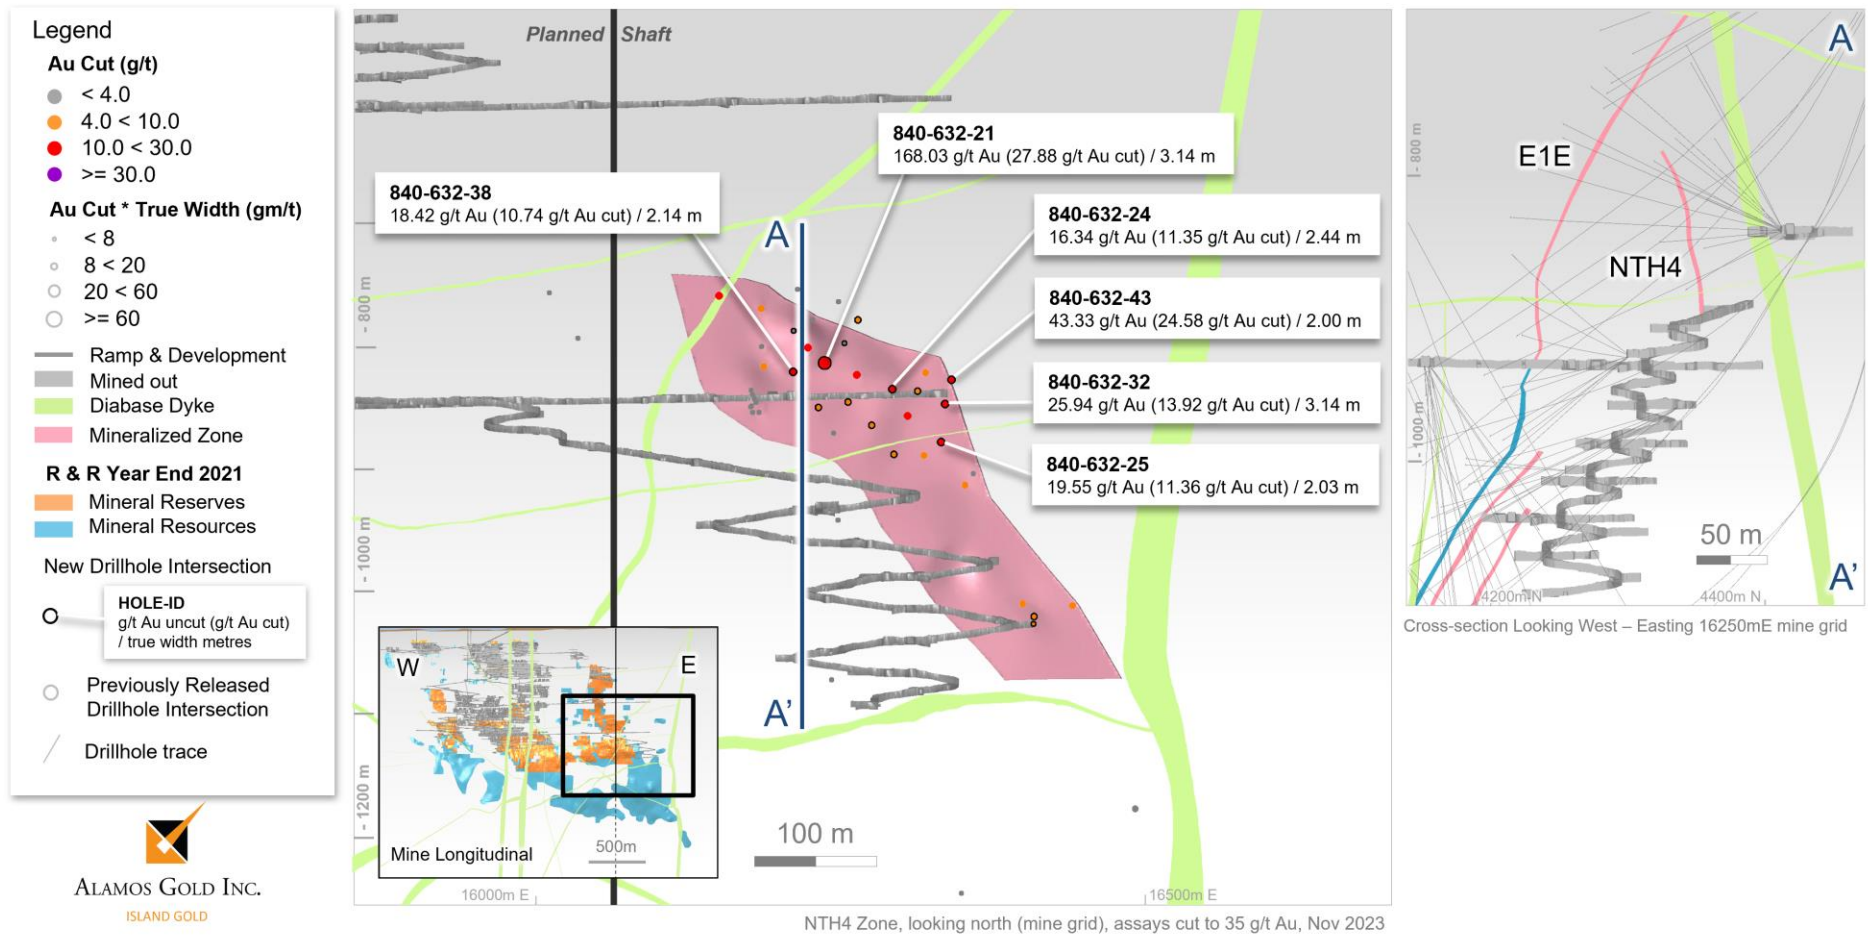 Legend
Au Cut (g/t)
< 4.0
4.0 < 10.0
10.0 < 30.0
>= 30.0
Au Cut * True Width (gm/t)
< 8
8 < 20
20 < 60
>= 60
Ramp & Development
Mined out
Diabase Dyke
Mineralized Zone
R & R Year End 2021
Mineral Reserves
Mineral Resources
New Drillhole Intersection
HOLE-ID
g/t Au uncut (g/t Au cut)
/ true width metres
Previously Released
Drillhole Intersection
Drillhole trace
ALAMOS GOLD INC.
ISLAND GOLD
Planned Shaft
840-632-21
168.03 g/t Au (27.88 g/t Au cut) / 3.14 m
840-632-38
18.42 g/t Au (10.74 g/t Au cut) / 2.14 m
840-632-24
16.34 g/t Au (11.35 g/t Au cut) / 2.44 m
840-632-43
43.33 g/t Au (24.58 g/t Au cut) / 2.00 m
840-632-32
25.94 g/t Au (13.92 g/t Au cut) / 3.14 m
840-632-25
19.55 g/t Au (11.36 g/t Au cut) / 2.03 m
A
A'
- 800 m
- 1000 m
- 1200 m
W
E
Mine Longitudinal
500m
100 m
16000m E
16500m E
NTH4 Zone, looking north (mine grid), assays cut to 35 g/t Au, Nov 2023
A
E1E
NTH4
- 800 m
- 1000 m
50 m
A'
4200m N
4400m N
Cross-section Looking West – Easting 16250mE mine grid